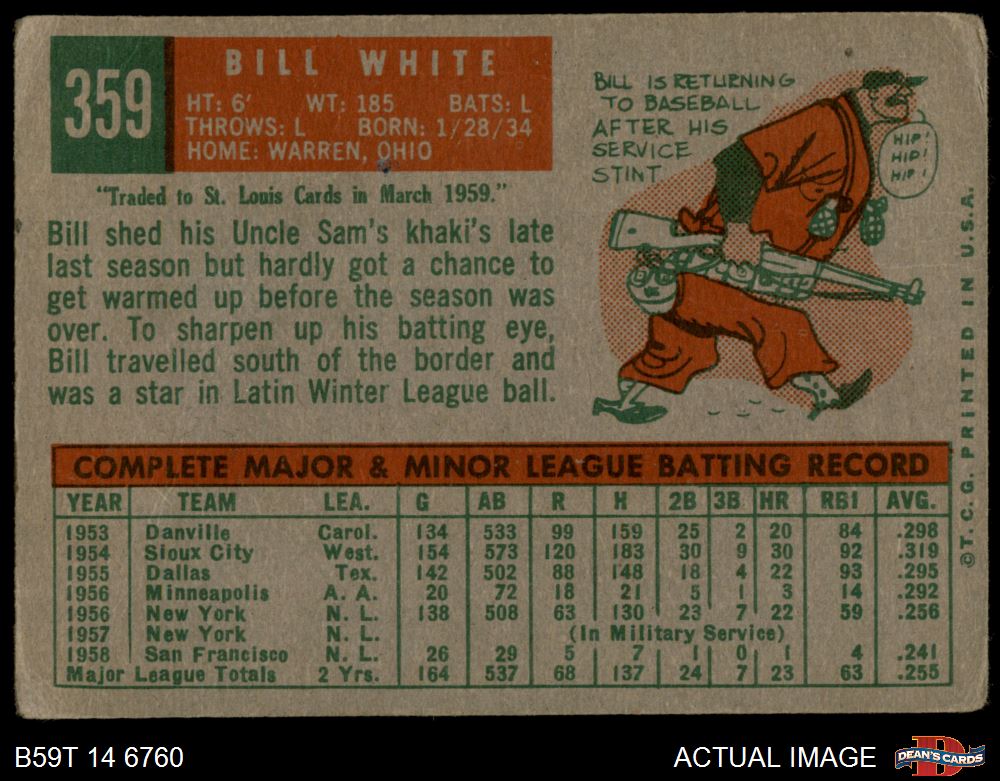 359
BILL WHITE
HT: 6' WT: 185 BATS: L
THROWS: L BORN: 1/28/34
HOME: WARREN, OHIO
"Traded to St. Louis Cards in March 1959."
Bill shed his Uncle Sam's khaki's late
last season but hardly got a chance to
get warmed up before the season was
over. To sharpen up his batting eye,
Bill travelled south of the border and
was a star in Latin Winter League ball.
BILL IS RETURNING
TO BASEBALL
AFTER HIS
SERVICE
STINT
HIP!
HIP!
HIP!
©T.C.G. PRINTED IN U.S.A.
COMPLETE MAJOR & MINOR LEAGUE BATTING RECORD
YEAR TEAM LEA. G AB R H 2B 3B HR RBI AVG.
1953 Danville Carol. 134 533 99 159 25 2 20 84 .298
1954 Sioux City West. 154 573 120 183 30 9 30 92 .319
1955 Dallas Tex. 142 502 88 148 18 4 22 93 .295
1956 Minneapolis A. A. 20 72 18 21 5 1 3 14 .292
1956 New York N. L. 138 508 63 130 23 7 22 59 .256
1957 New York N. L. (In Military Service)
1958 San Francisco N. L. 26 29 5 7 1 0 1 4 .241
Major League Totals 2 Yrs. 164 537 68 137 24 7 23 63 .255
B59T 14 6760
ACTUAL IMAGE
D
DEAN'S CARDS